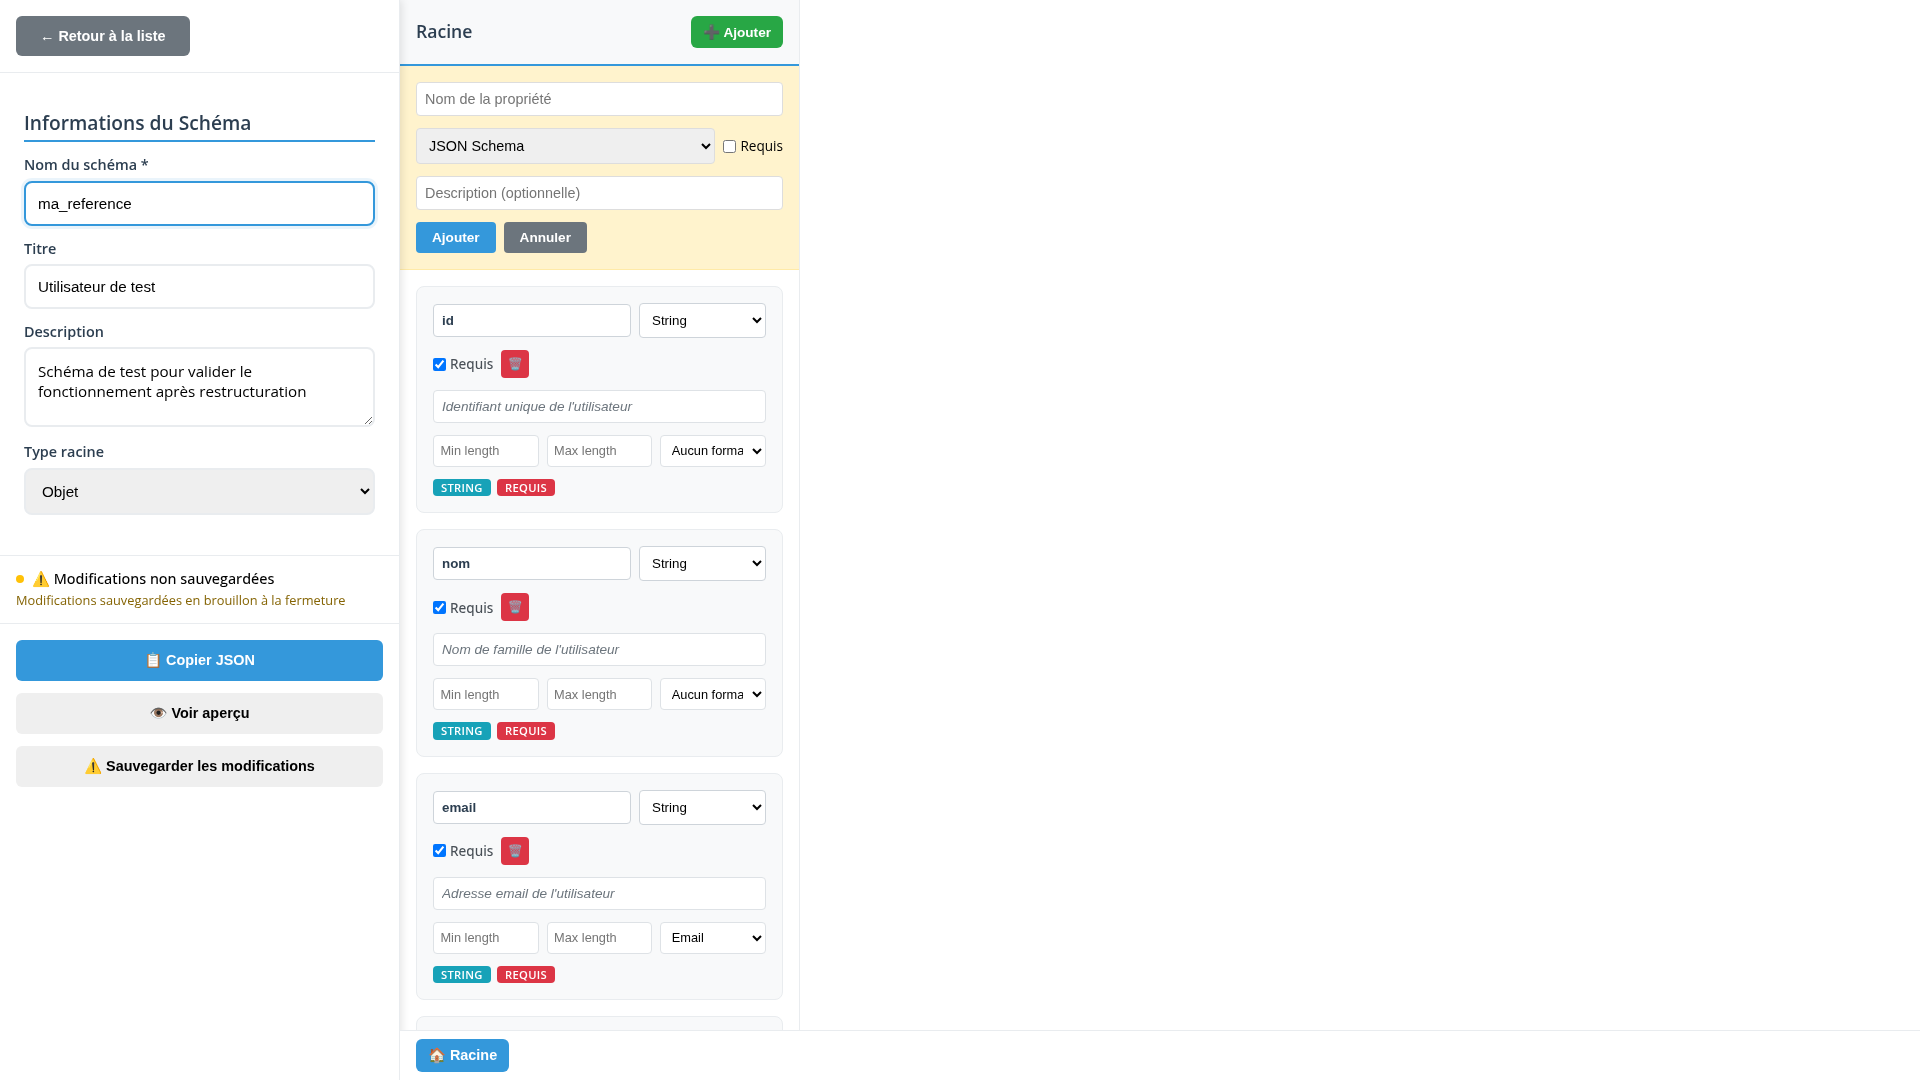 ← Retour à la liste
Informations du Schéma
Nom du schéma *
ma_reference
Titre
Utilisateur de test
Description
Schéma de test pour valider le
fonctionnement après restructuration
Type racine
Objet
⚠️ Modifications non sauvegardées
Modifications sauvegardées en brouillon à la fermeture
📋 Copier JSON
👁️ Voir aperçu
⚠️ Sauvegarder les modifications
Racine
➕ Ajouter
Nom de la propriété
JSON Schema
Requis
Description (optionnelle)
Ajouter
Annuler
id
String
Requis
Identifiant unique de l'utilisateur
Min length
Max length
Aucun forma
STRING
REQUIS
nom
String
Requis
Nom de famille de l'utilisateur
Min length
Max length
Aucun forma
STRING
REQUIS
email
String
Requis
Adresse email de l'utilisateur
Min length
Max length
Email
STRING
REQUIS
🏠 Racine